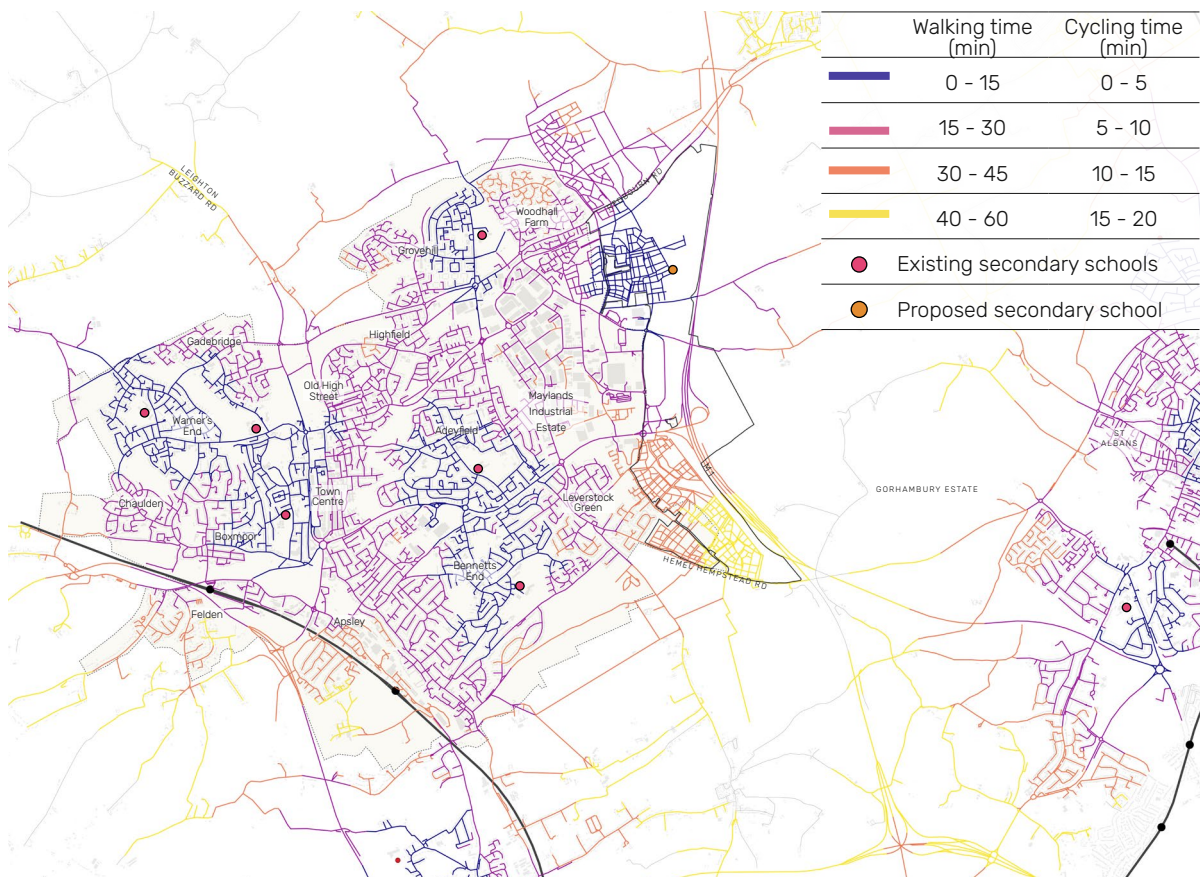 Walking time
(min)
Cycling time
(min)
0 - 15
0 - 5
15 - 30
5 - 10
30 - 45
10 - 15
40 - 60
15 - 20
Existing secondary schools
Proposed secondary school
LEIGHTON
BUZZARD RD
Woodhall
Farm
Grovehill
Highfield
Gadebridge
Old High
Street
Maylands
Industrial
Estate
Warner's
End
Adeyfield
M1
ST
ALBANS
GORHAMBURY ESTATE
Chaulden
Town
Centre
Leverstock
Green
Boxmoor
Bennetts
End
HEMEL HEMPSTEAD RD
Felden
Apsley